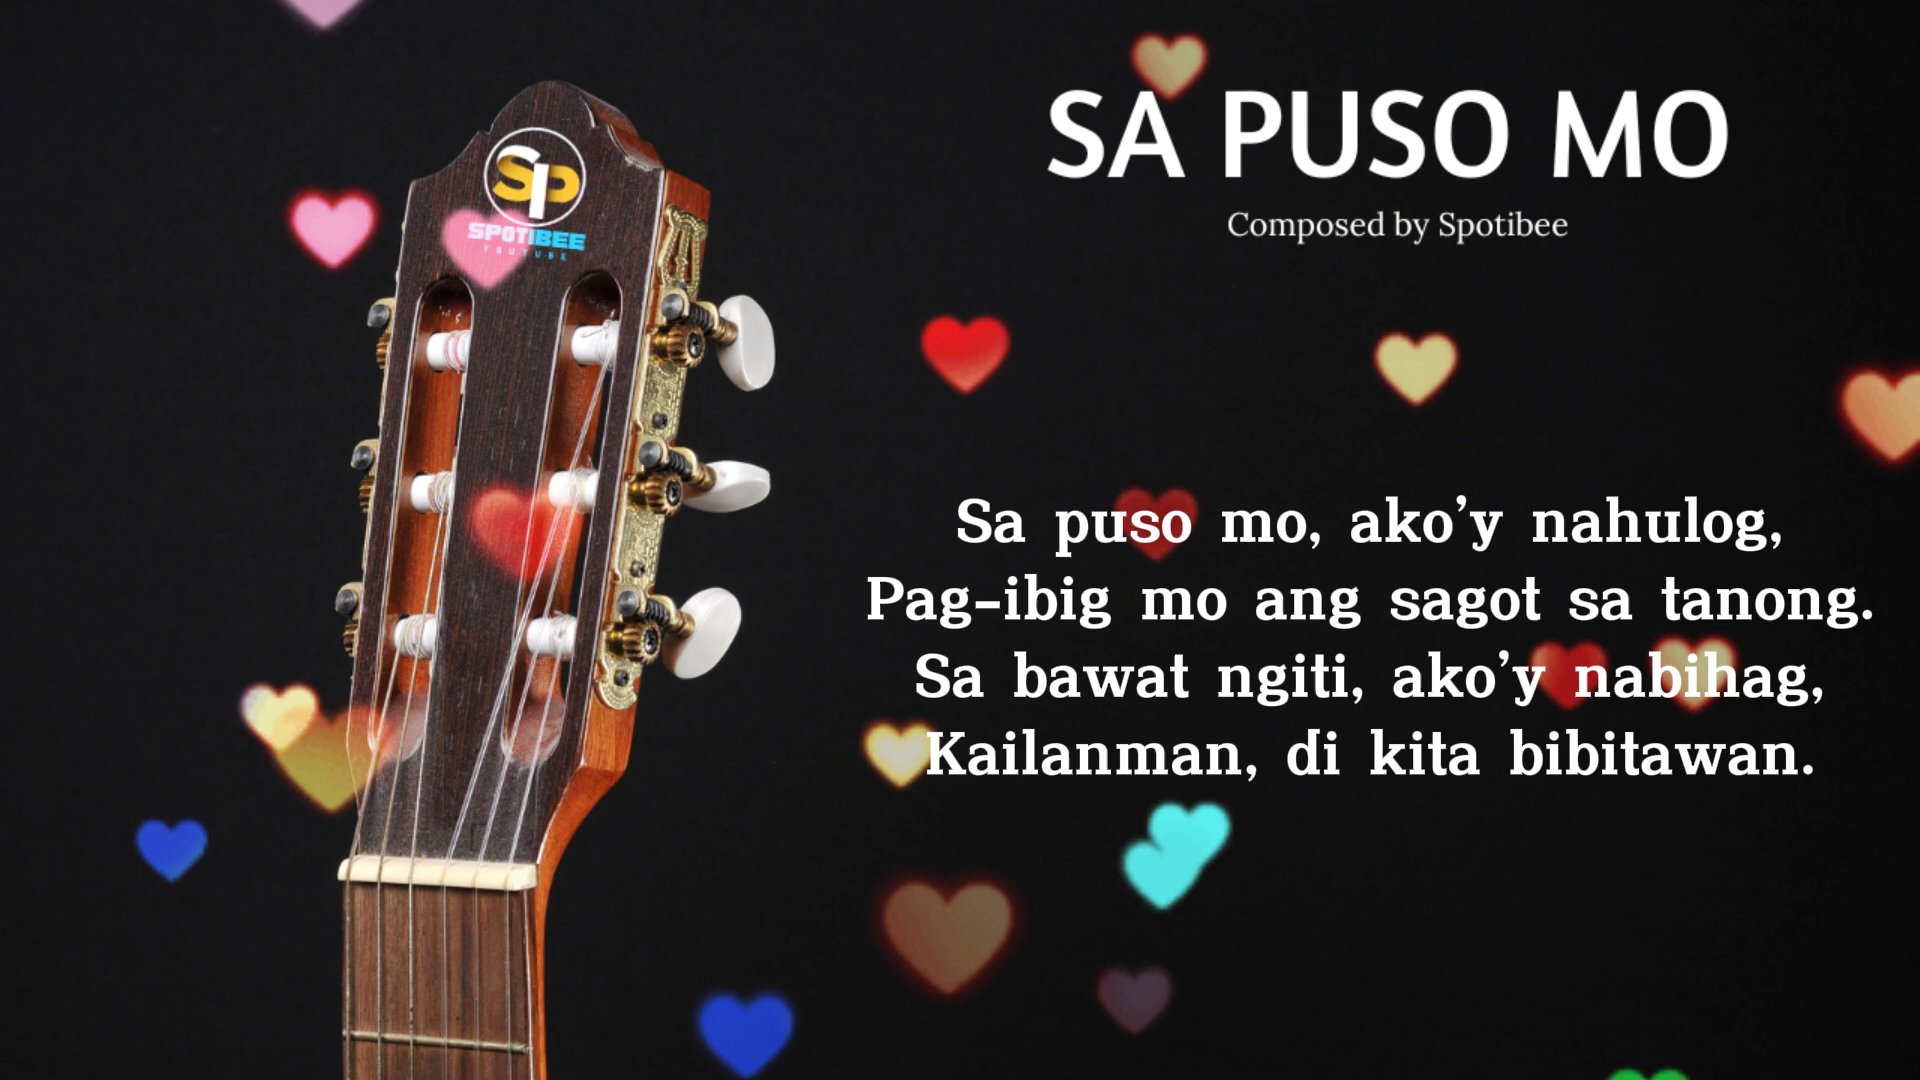 SP
SPOTIBEE
YOUTUBE
SA PUSO MO
Composed by Spotibee
Sa puso mo, ako’y nahulog,
Pag-ibig mo ang sagot sa tanong.
Sa bawat ngiti, ako’y nabihag,
Kailanman, di kita bibitawan.